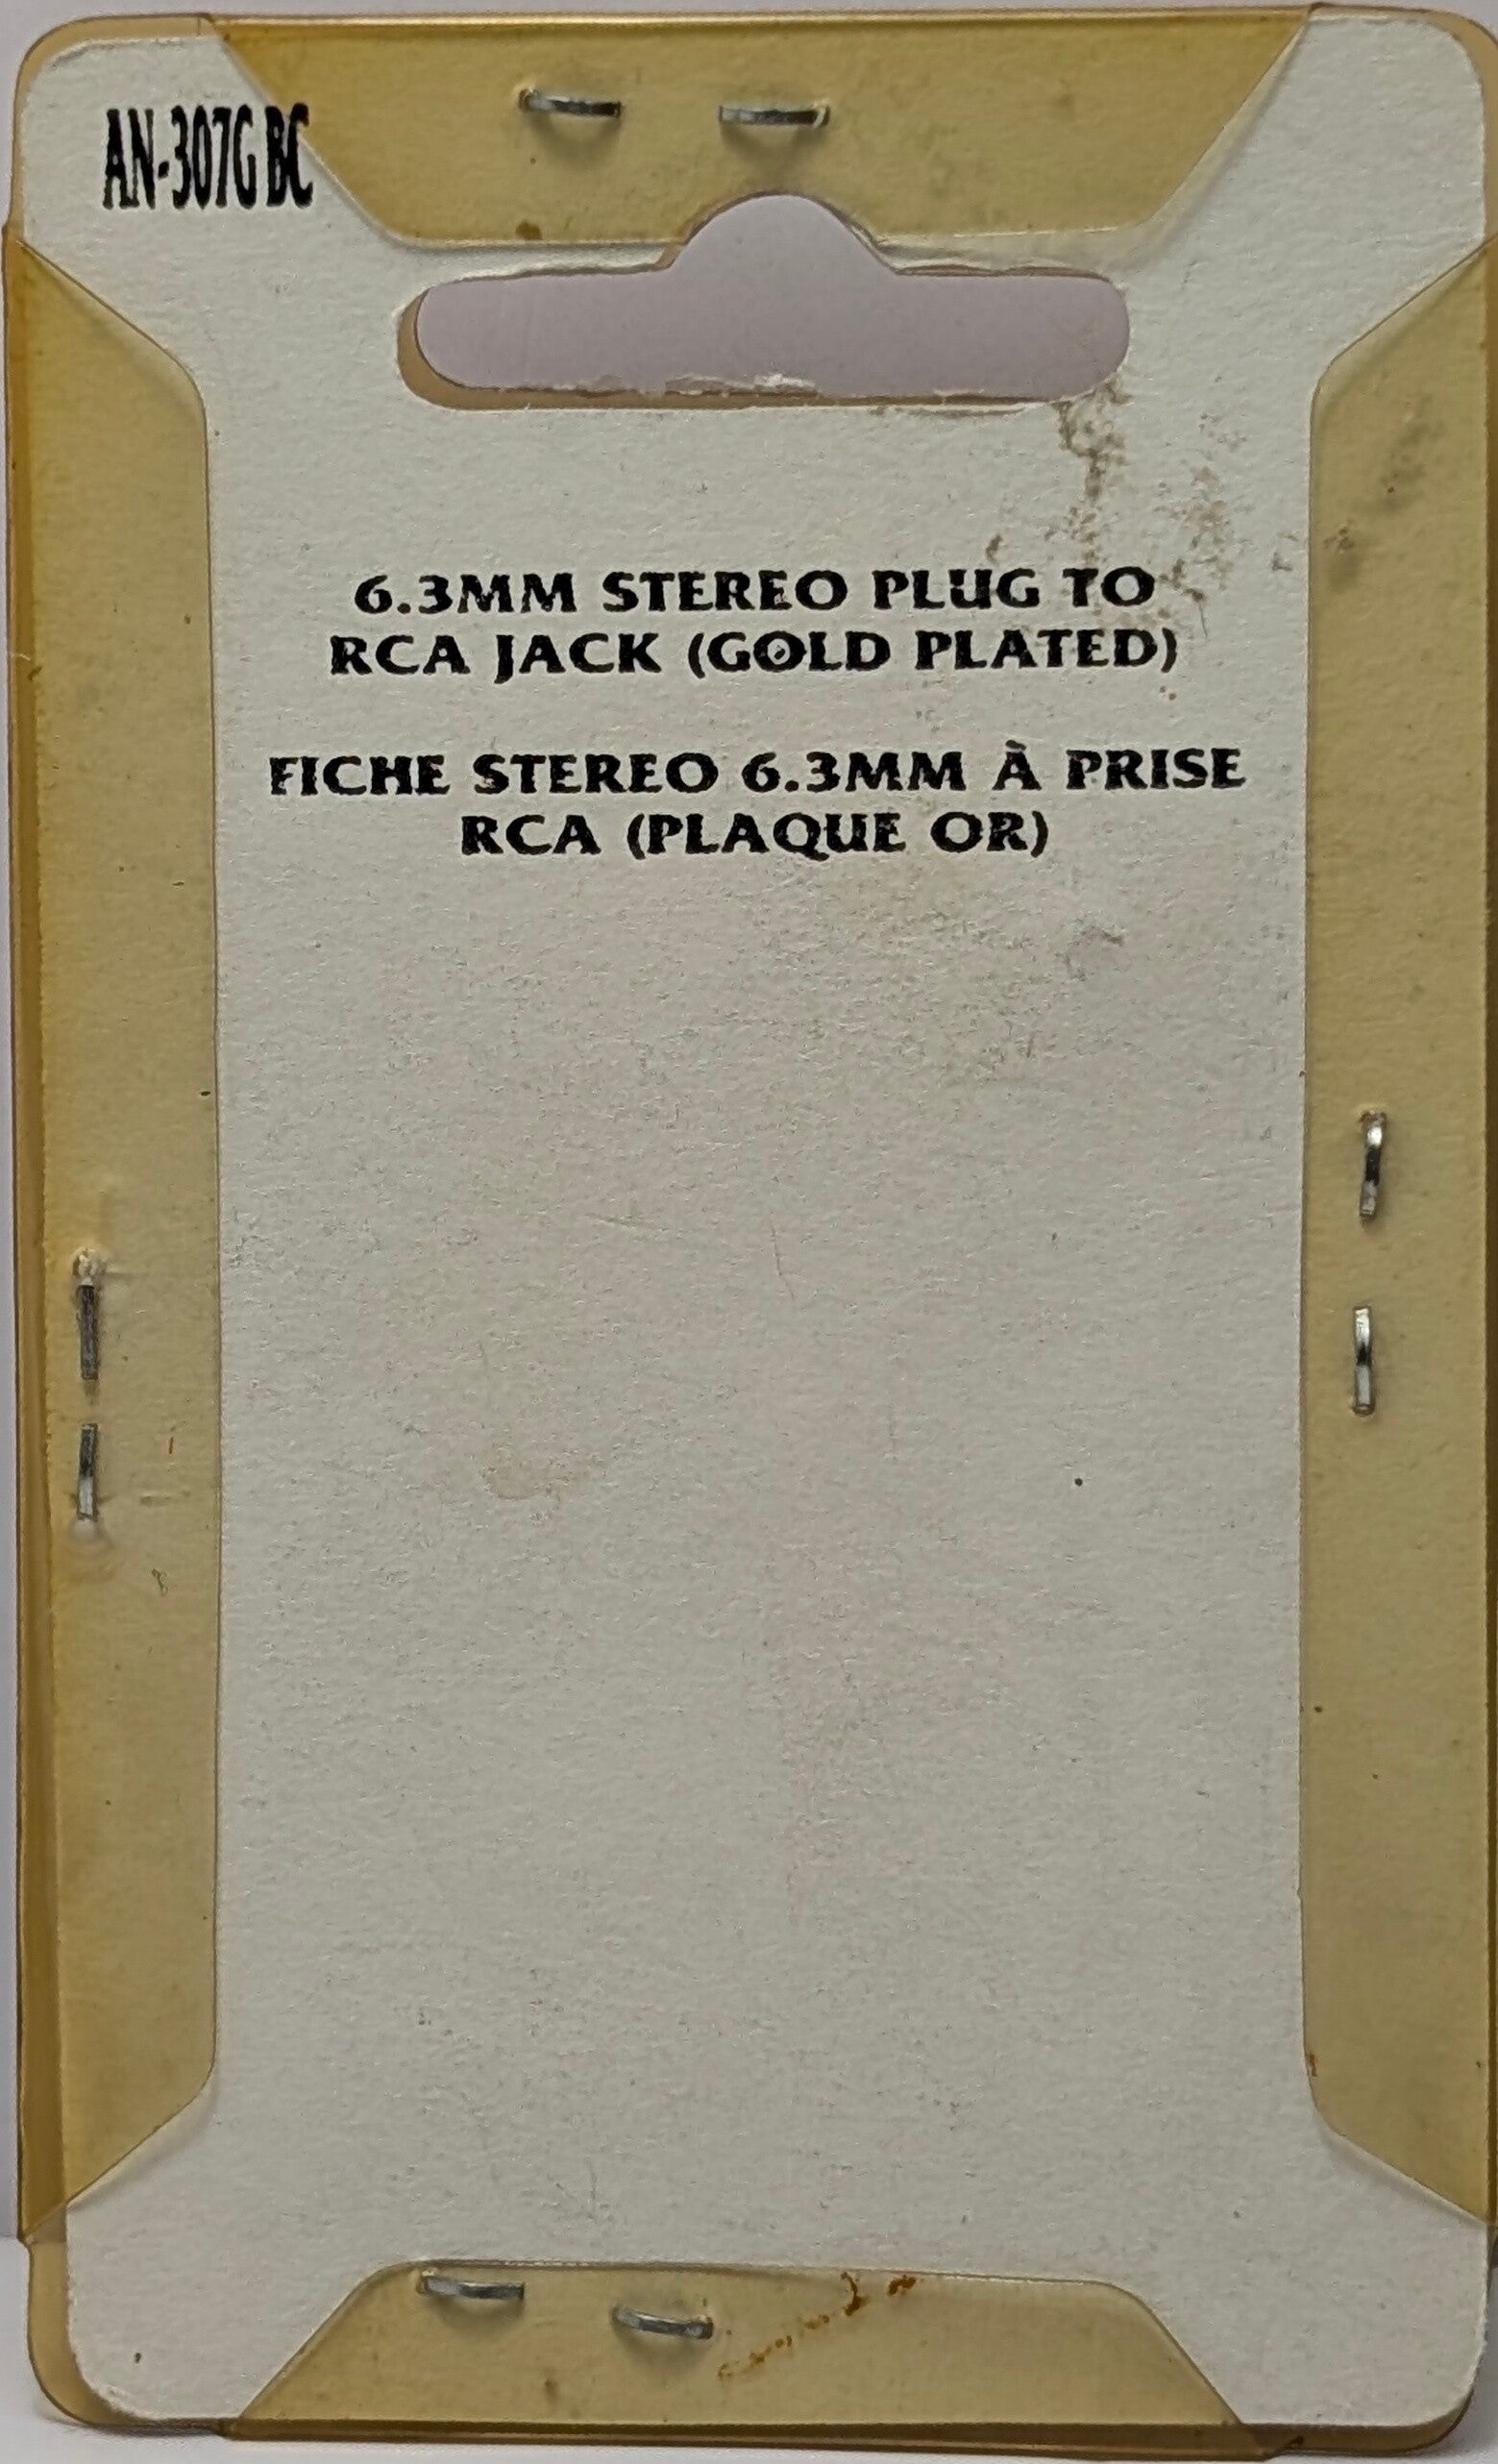 AN-307G BC
6.3MM STEREO PLUG TO
RCA JACK (GOLD PLATED)
FICHE STEREO 6.3MM À PRISE
RCA (PLAQUE OR)